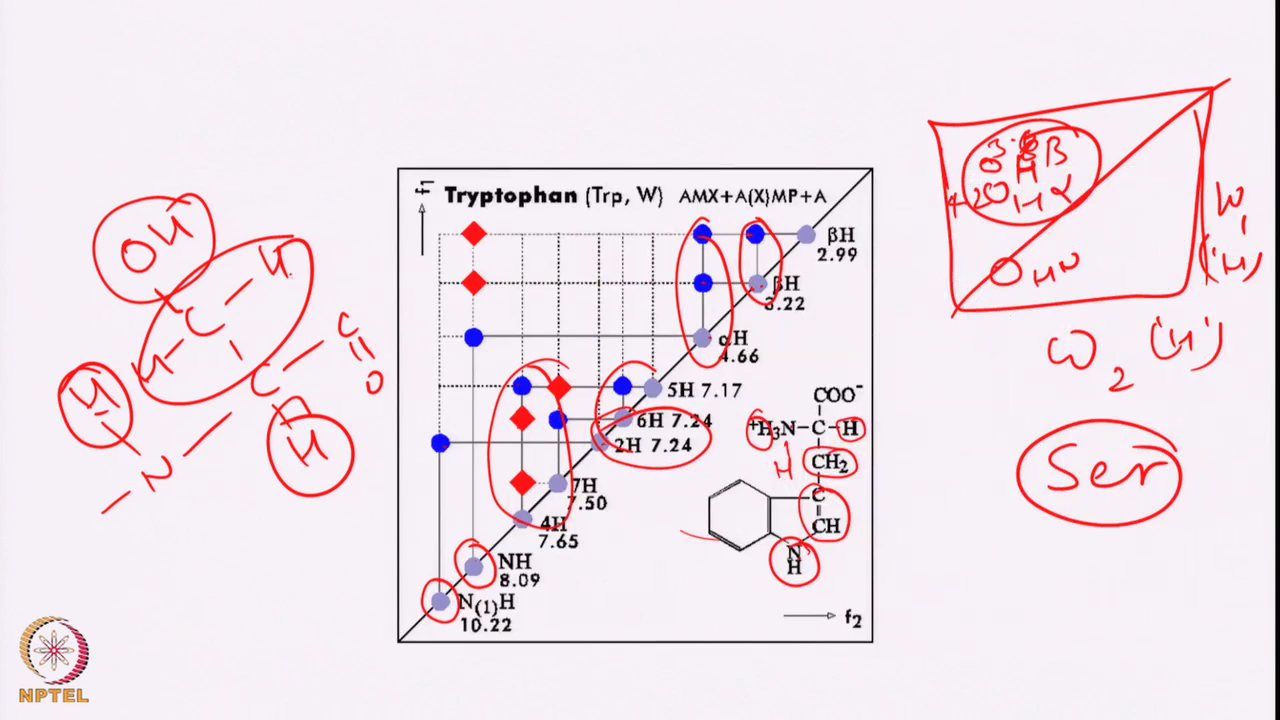 f1
Tryptophan (Trp, W) AMX+A(X)MP+A
βH
2.99
βH
3.22
αH
4.66
5H 7.17
6H 7.24
2H 7.24
7H
7.50
4H
7.65
NH
8.09
N(1)H
10.22
COO⁻
⁺H₃N–C–H
H
CH₂
C
CH
N
H
f2
OH
H
C
H
C
H
C
O
H
N
H β
H α
HN
ω₂ (¹H)
(¹H)
Ser
NPTEL